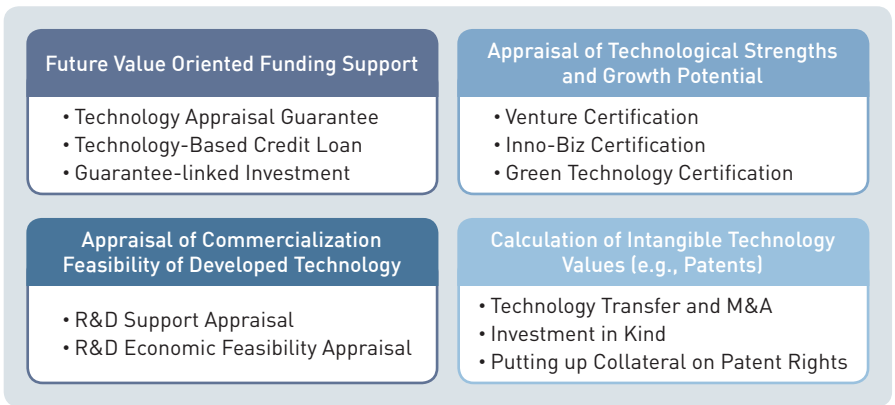 Future Value Oriented Funding Support
• Technology Appraisal Guarantee
• Technology-Based Credit Loan
• Guarantee-linked Investment
Appraisal of Technological Strengths
and Growth Potential
• Venture Certification
• Inno-Biz Certification
• Green Technology Certification
Appraisal of Commercialization
Feasibility of Developed Technology
• R&D Support Appraisal
• R&D Economic Feasibility Appraisal
Calculation of Intangible Technology
Values (e.g., Patents)
• Technology Transfer and M&A
• Investment in Kind
• Putting up Collateral on Patent Rights